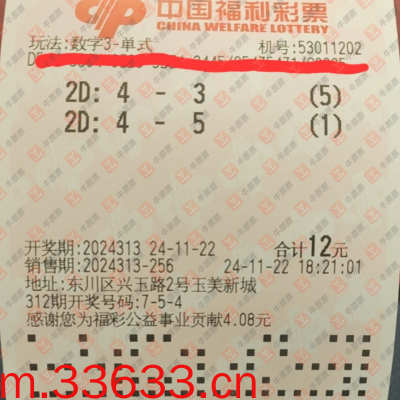 中国福利彩票
CHINA WELFARE LOTTERY
玩法:数字3-单式 机号:53011202
2D: 4 - 3 (5)
2D: 4 - 5 (1)
开奖期:2024313 24-11-22 合计12元
销售期:2024313-256 24-11-22 18:21:01
地址:东川区兴玉路2号玉美新城
312期开奖号码:7-5-4
感谢您为福彩公益事业贡献4.08元
m.33633.cn